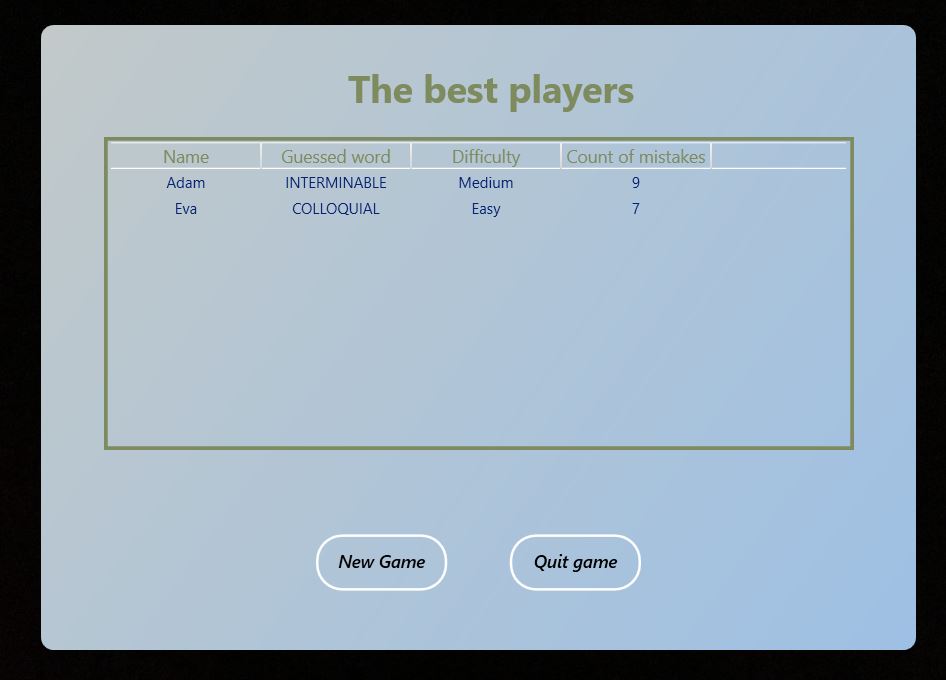 The best players
Name Guessed word Difficulty Count of mistakes
Adam INTERMINABLE Medium 9
Eva COLLOQUIAL Easy 7
New Game Quit game